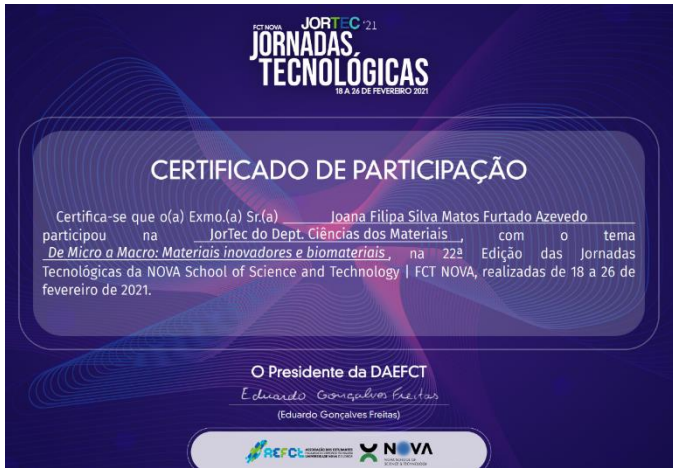 FCT NOVA JORTEC '21
JORNADAS
TECNOLÓGICAS
18 A 26 DE FEVEREIRO 2021
CERTIFICADO DE PARTICIPAÇÃO
Certifica-se que o(a) Exmo.(a) Sr.(a) Joana Filipa Silva Matos Furtado Azevedo
participou na JorTec do Dept. Ciências dos Materiais, com o tema
De Micro a Macro: Materiais inovadores e biomateriais, na 22ª Edição das Jornadas
Tecnológicas da NOVA School of Science and Technology | FCT NOVA, realizadas de 18 a 26 de
fevereiro de 2021.
O Presidente da DAEFCT
Eduardo Gonçalves Freitas
(Eduardo Gonçalves Freitas)
AEFCT NOVA